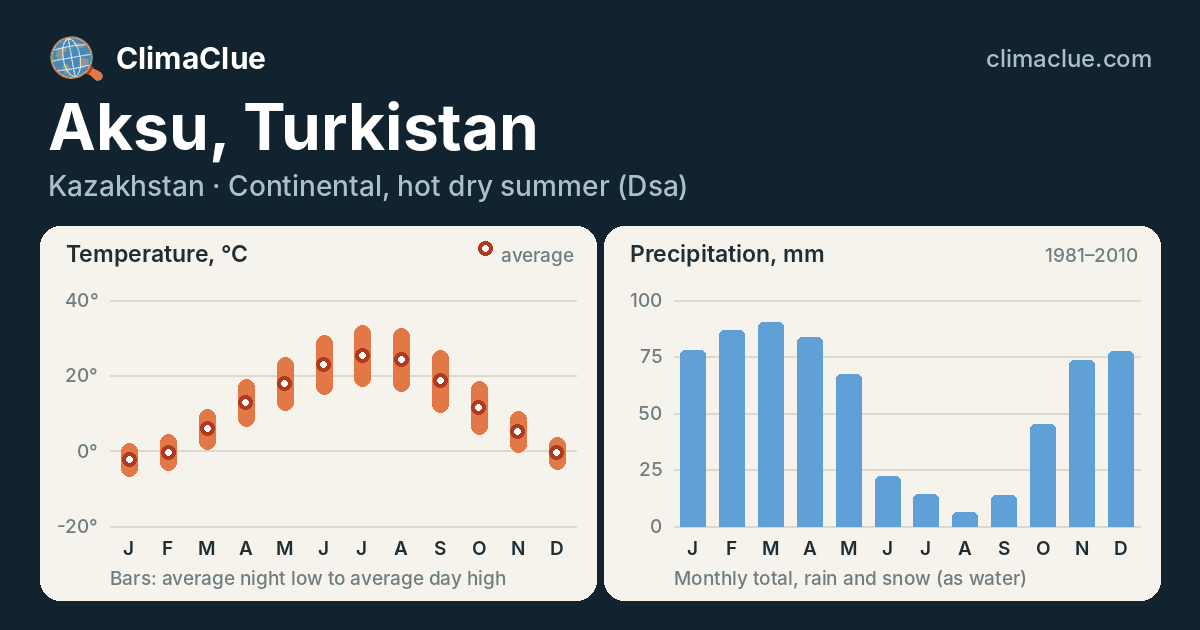 ClimaClue
climaclue.com
Aksu, Turkistan
Kazakhstan · Continental, hot dry summer (Dsa)
Temperature, °C
average
40°
20°
0°
-20°
J F M A M J J A S O N D
Bars: average night low to average day high
Precipitation, mm
1981–2010
100
75
50
25
0
J F M A M J J A S O N D
Monthly total, rain and snow (as water)